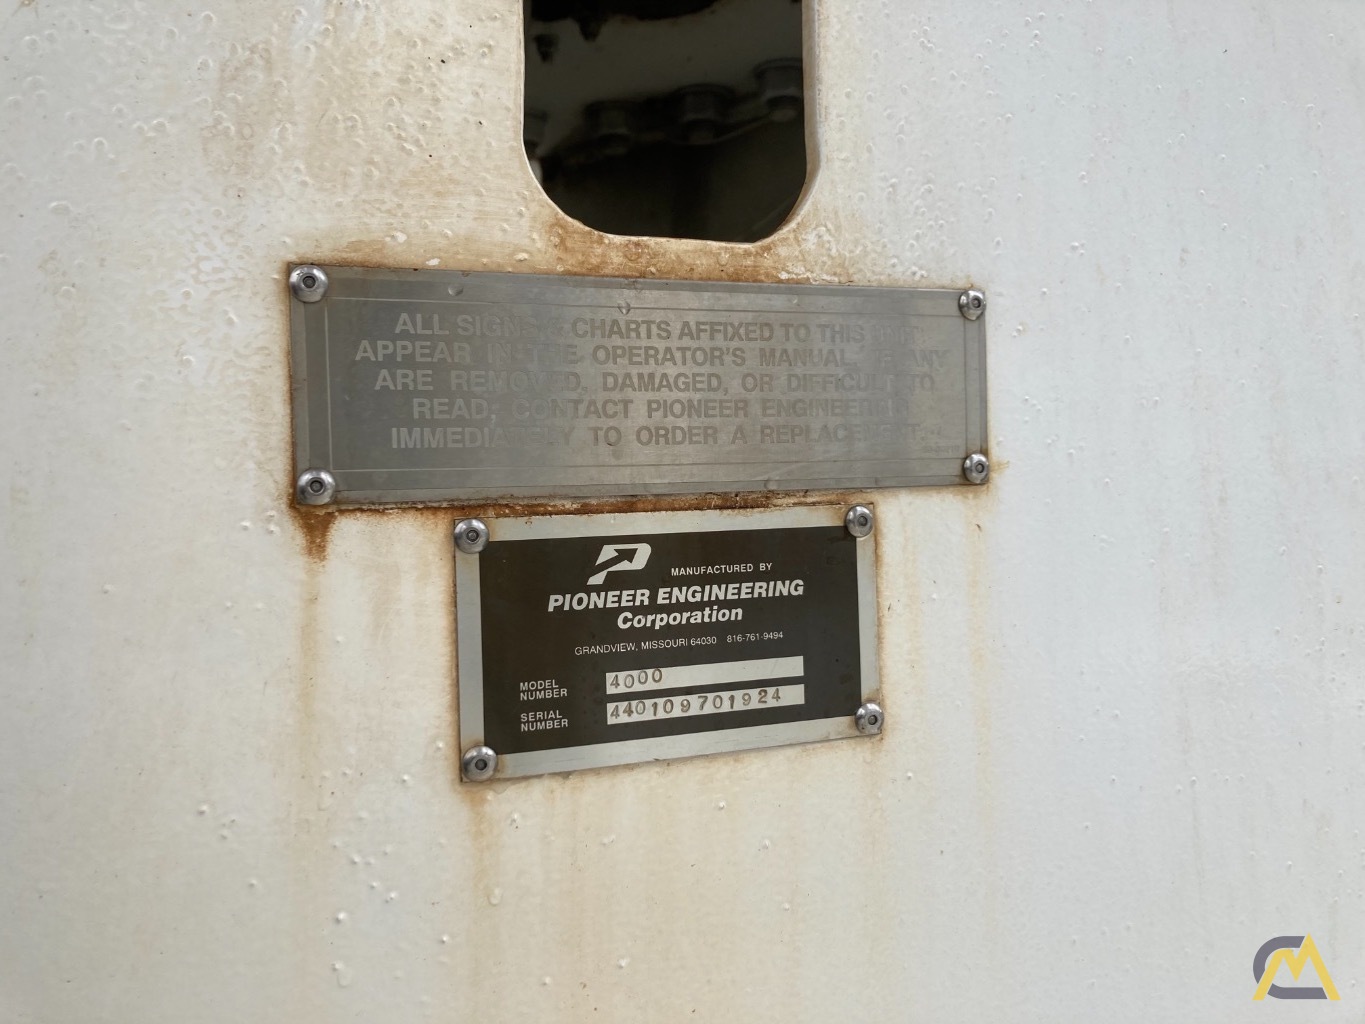 ALL SIGNS & CHARTS AFFIXED TO THIS UNIT
APPEAR IN THE OPERATOR'S MANUAL. IF ANY
ARE REMOVED, DAMAGED, OR DIFFICULT TO
READ, CONTACT PIONEER ENGINEERING
IMMEDIATELY TO ORDER A REPLACEMENT.
MANUFACTURED BY
PIONEER ENGINEERING
Corporation
GRANDVIEW, MISSOURI 64030 816-761-9494
MODEL NUMBER 4000
SERIAL NUMBER 440109701924